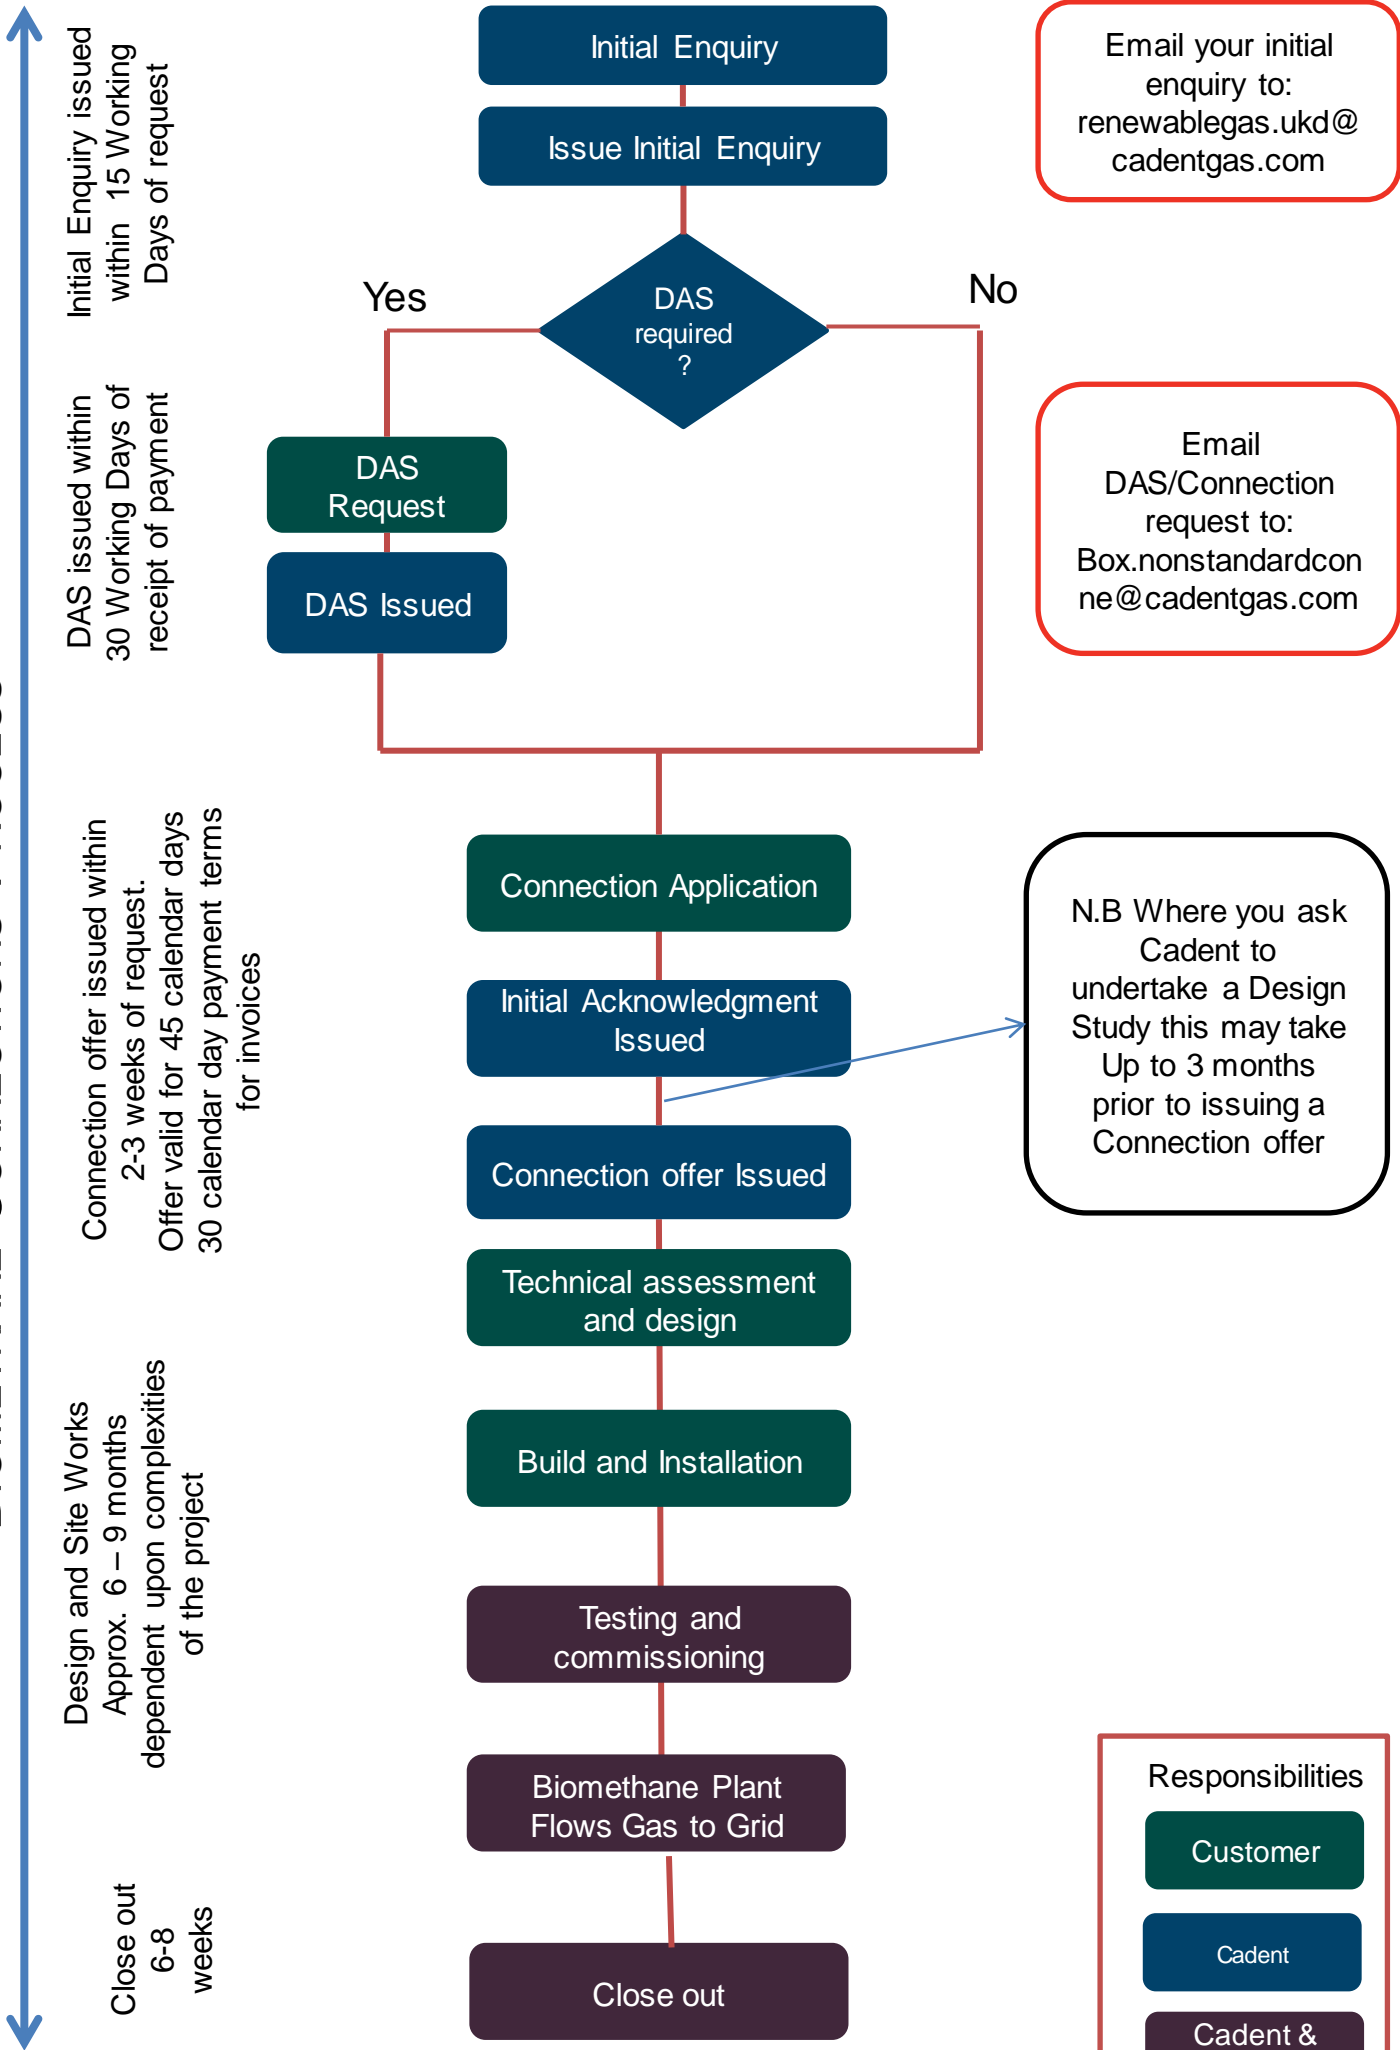 Initial Enquiry issued
within 15 Working
Days of request
Initial Enquiry
Issue Initial Enquiry
Email your initial
enquiry to:
renewablegas.ukd@
cadentgas.com
Yes
DAS
required
?
No
DAS issued within
30 Working Days of
receipt of payment
DAS
Request
DAS Issued
Email
DAS/Connection
request to:
Box.nonstandardcon
ne@cadentgas.com
Connection offer issued within
2-3 weeks of request.
Offer valid for 45 calendar days
30 calendar day payment terms
for invoices
Connection Application
Initial Acknowledgment
Issued
Connection offer Issued
Technical assessment
and design
N.B Where you ask
Cadent to
undertake a Design
Study this may take
Up to 3 months
prior to issuing a
Connection offer
Design and Site Works
Approx. 6 – 9 months
dependent upon complexities
of the project
Build and Installation
Testing and
commissioning
Biomethane Plant
Flows Gas to Grid
Close out
6-8
weeks
Close out
Responsibilities
Customer
Cadent
Cadent &